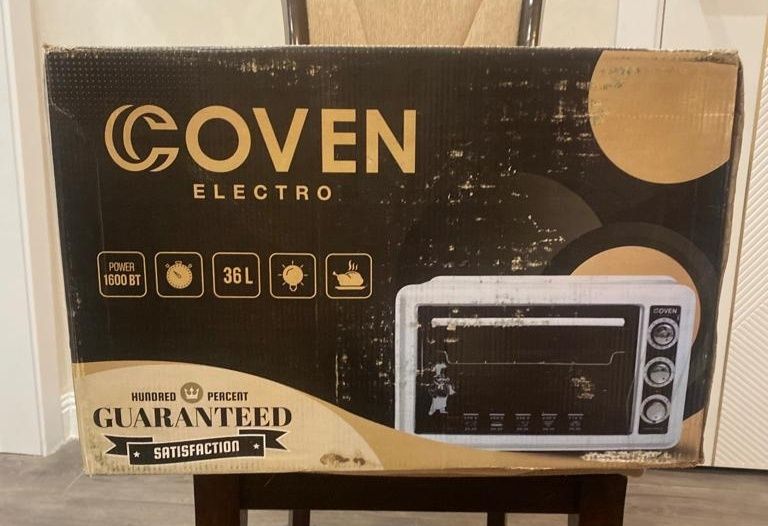 COVEN
ELECTRO
POWER
1600 BT
36 L
COVEN
HUNDRED PERCENT
GUARANTEED
SATISFACTION